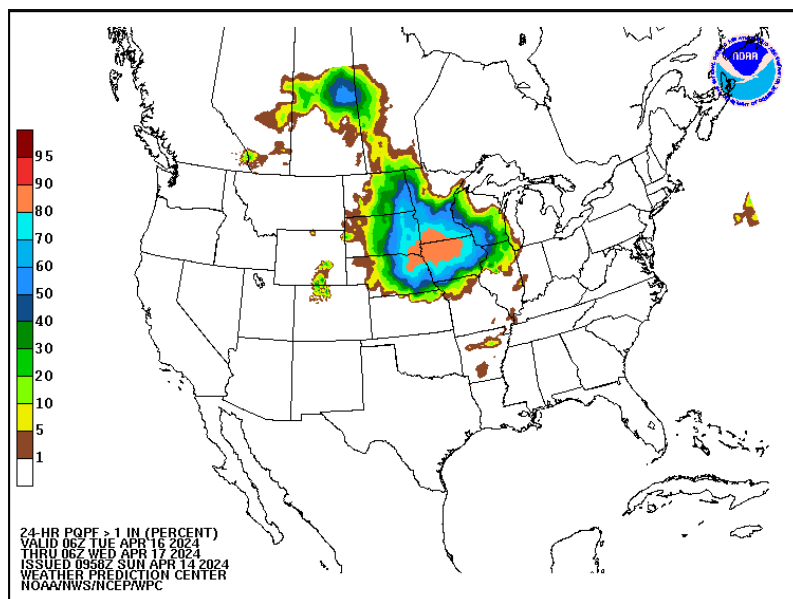 NOAA
95
90
80
70
60
50
40
30
20
10
5
1
24-HR PQPF > 1 IN (PERCENT)
VALID 06Z TUE APR 16 2024
THRU 06Z WED APR 17 2024
ISSUED 0958Z SUN APR 14 2024
WEATHER PREDICTION CENTER
NOAA/NWS/NCEP/WPC